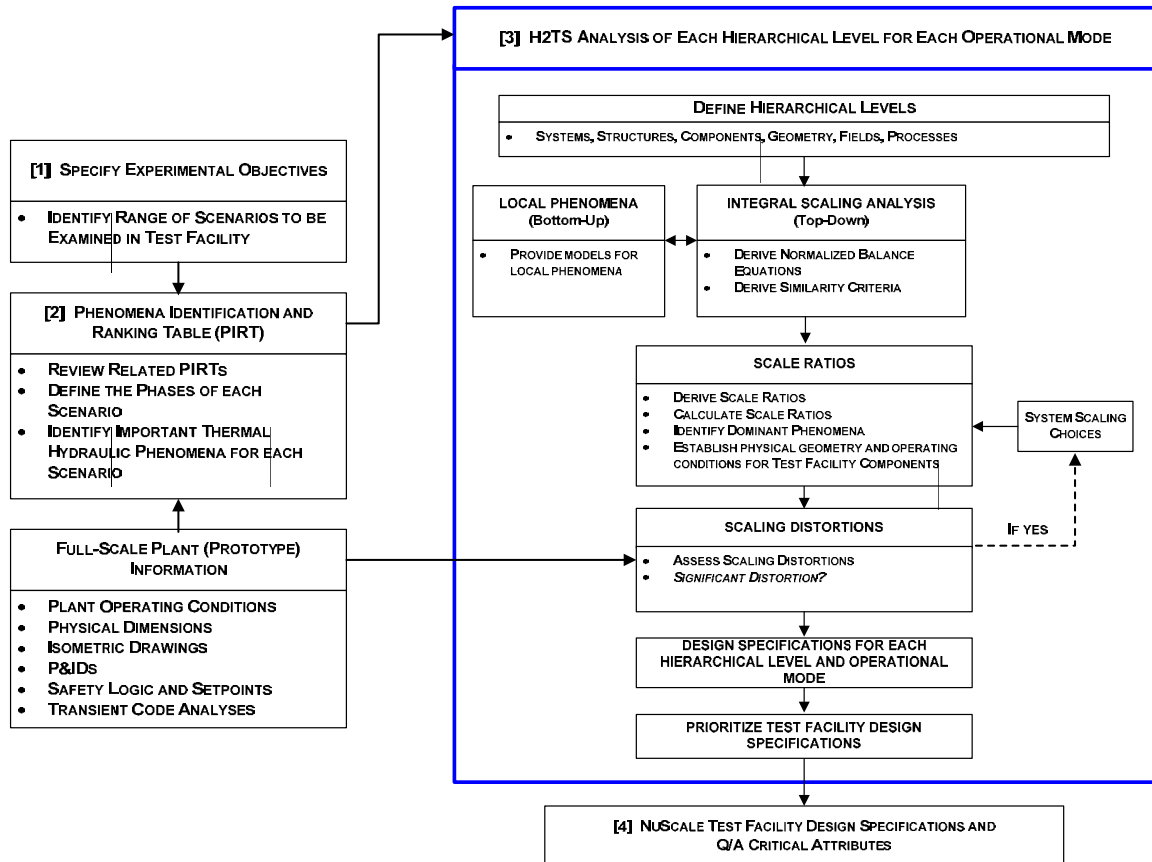 [3] H2TS ANALYSIS OF EACH HIERARCHICAL LEVEL FOR EACH OPERATIONAL MODE
DEFINE HIERARCHICAL LEVELS
• SYSTEMS, STRUCTURES, COMPONENTS, GEOMETRY, FIELDS, PROCESSES
[1] SPECIFY EXPERIMENTAL OBJECTIVES
• IDENTIFY RANGE OF SCENARIOS TO BE
EXAMINED IN TEST FACILITY
LOCAL PHENOMENA
(Bottom-Up)
• PROVIDE MODELS FOR
LOCAL PHENOMENA
INTEGRAL SCALING ANALYSIS
(Top-Down)
• DERIVE NORMALIZED BALANCE
EQUATIONS
• DERIVE SIMILARITY CRITERIA
[2] PHENOMENA IDENTIFICATION AND
RANKING TABLE (PIRT)
• REVIEW RELATED PIRTS
• DEFINE THE PHASES OF EACH
SCENARIO
• IDENTIFY IMPORTANT THERMAL
HYDRAULIC PHENOMENA FOR EACH
SCENARIO
SCALE RATIOS
• DERIVE SCALE RATIOS
• CALCULATE SCALE RATIOS
• IDENTIFY DOMINANT PHENOMENA
• ESTABLISH PHYSICAL GEOMETRY AND OPERATING
CONDITIONS FOR TEST FACILITY COMPONENTS
SYSTEM SCALING
CHOICES
FULL-SCALE PLANT (PROTOTYPE)
INFORMATION
• PLANT OPERATING CONDITIONS
• PHYSICAL DIMENSIONS
• ISOMETRIC DRAWINGS
• P&IDS
• SAFETY LOGIC AND SETPOINTS
• TRANSIENT CODE ANALYSES
SCALING DISTORTIONS
• ASSESS SCALING DISTORTIONS
• SIGNIFICANT DISTORTION?
IF YES
DESIGN SPECIFICATIONS FOR EACH
HIERARCHICAL LEVEL AND OPERATIONAL
MODE
PRIORITIZE TEST FACILITY DESIGN
SPECIFICATIONS
[4] NUSCALE TEST FACILITY DESIGN SPECIFICATIONS AND
Q/A CRITICAL ATTRIBUTES